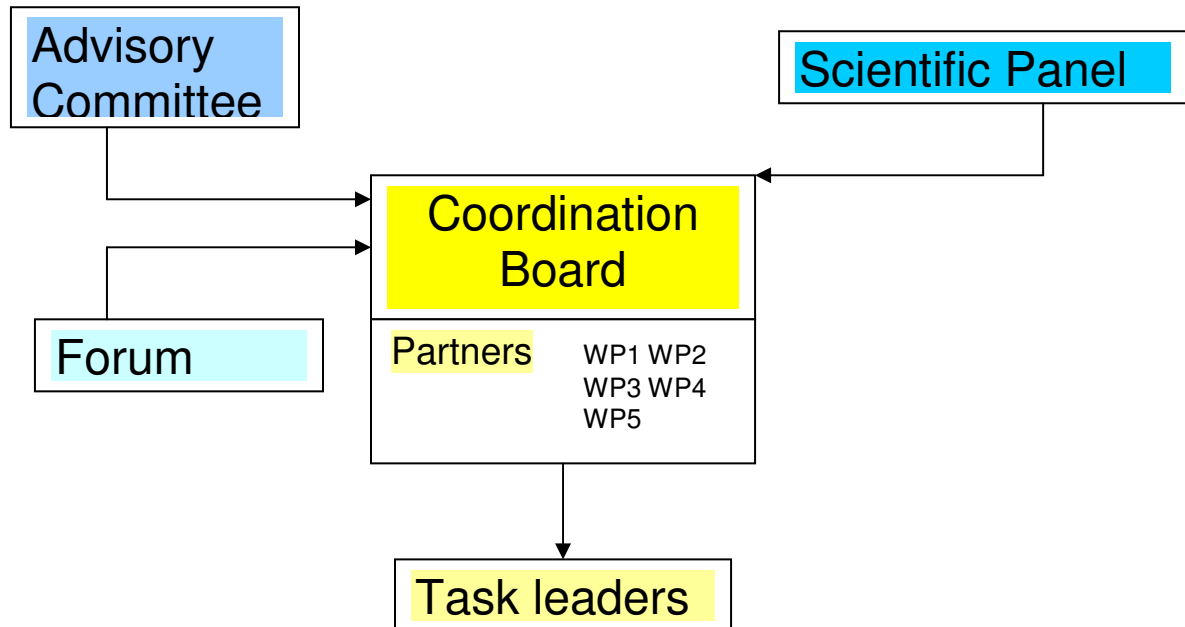 Advisory
Committee
Scientific Panel
Coordination
Board
Forum
Partners
WP1 WP2
WP3 WP4
WP5
Task leaders